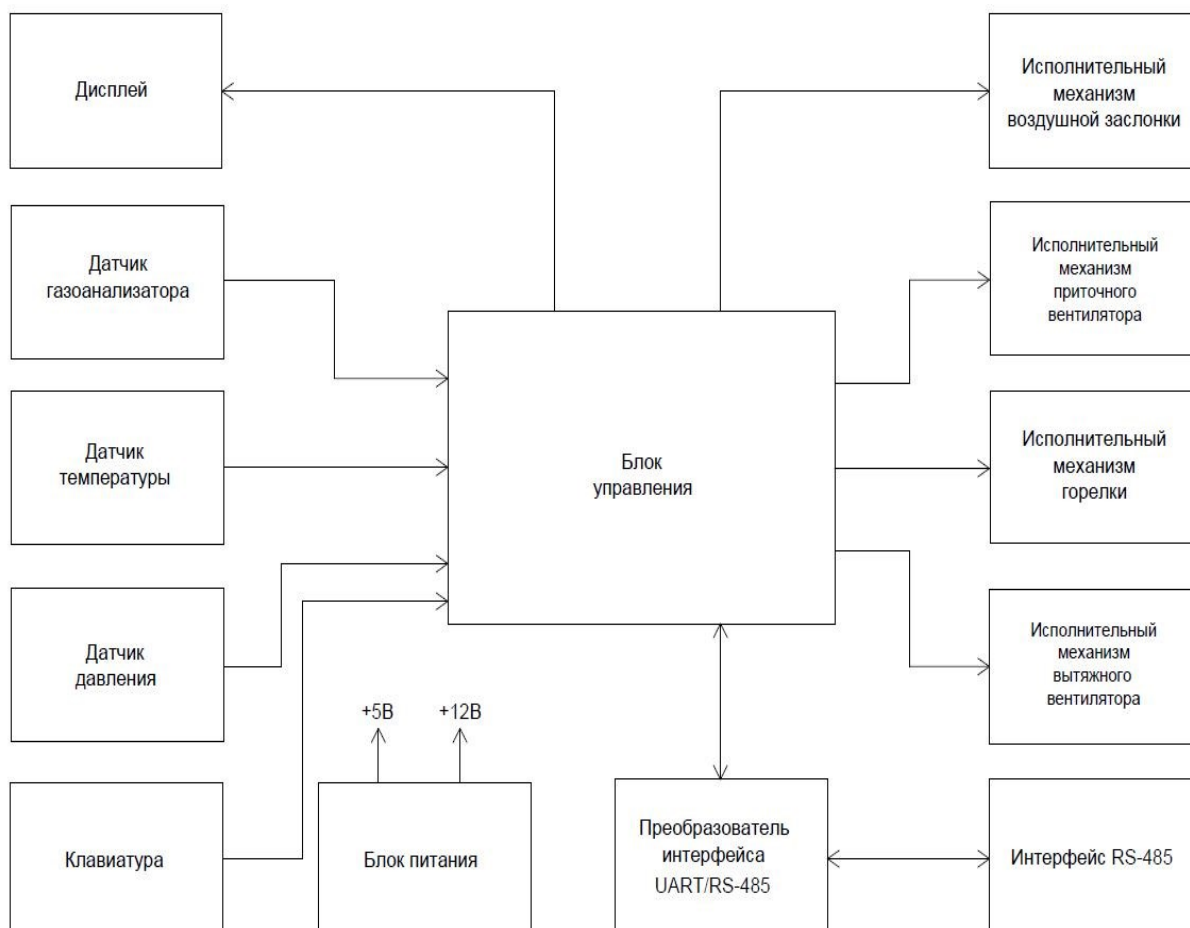 Дисплей
Исполнительный
механизм
воздушной заслонки
Датчик
газоанализатора
Исполнительный
механизм
приточного
вентилятора
Датчик
температуры
Блок
управления
Исполнительный
механизм
горелки
Датчик
давления
Исполнительный
механизм
вытяжного
вентилятора
+5В
+12В
Клавиатура
Блок питания
Преобразователь
интерфейса
UART/RS-485
Интерфейс RS-485